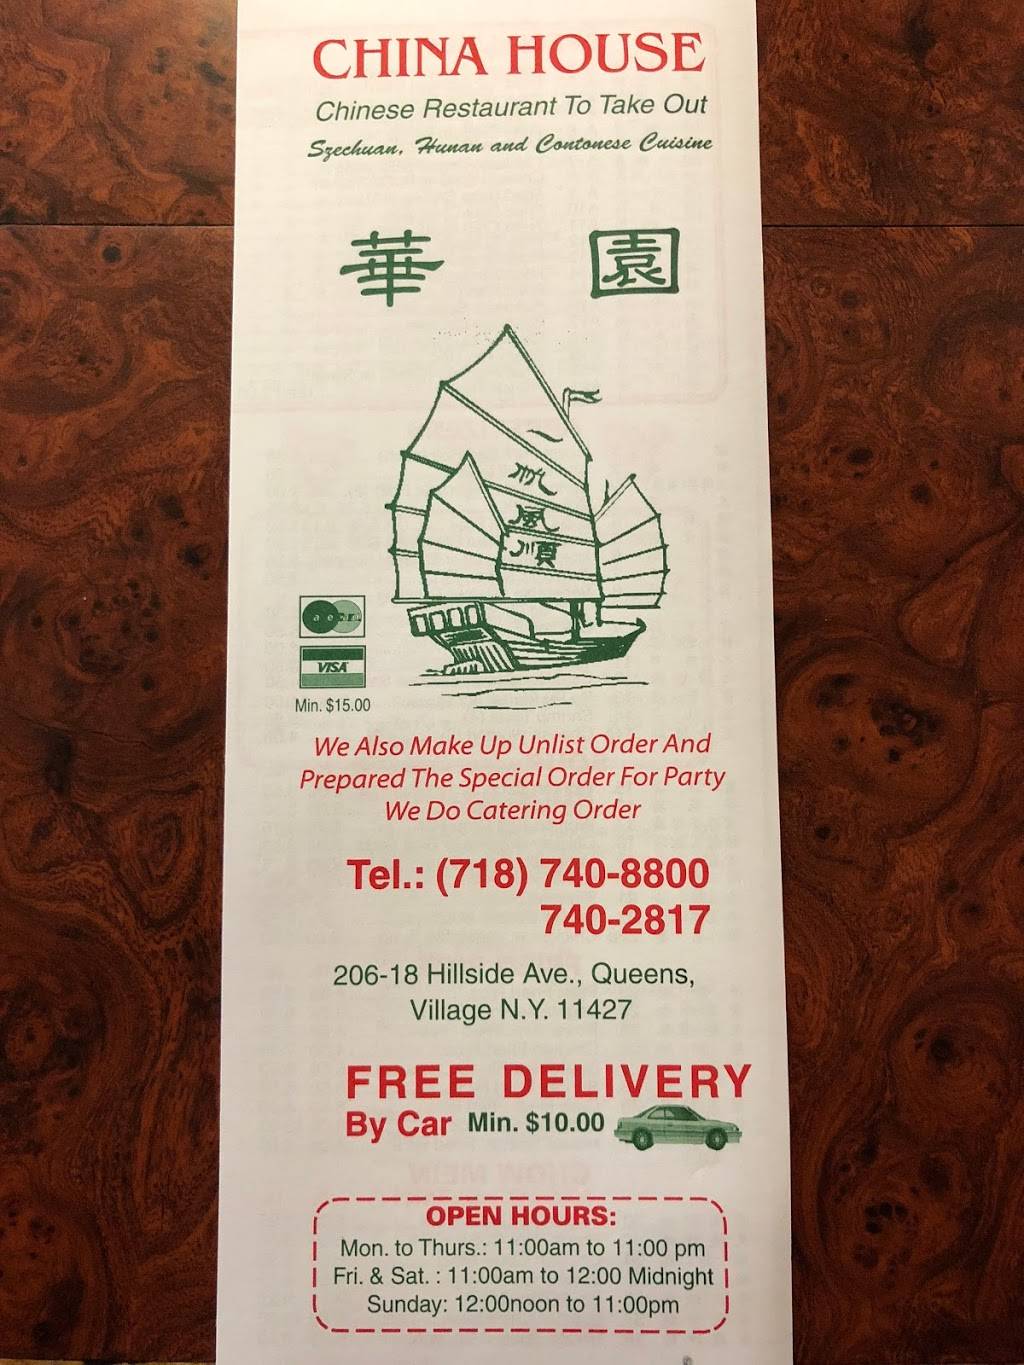 CHINA HOUSE
Chinese Restaurant To Take Out
Szechuan, Hunan and Contonese Cuisine
華 園
一
帆
風
順
VISA
Min. $15.00
We Also Make Up Unlist Order And
Prepared The Special Order For Party
We Do Catering Order
Tel.: (718) 740-8800
740-2817
206-18 Hillside Ave., Queens,
Village N.Y. 11427
FREE DELIVERY
By Car Min. $10.00
OPEN HOURS:
Mon. to Thurs.: 11:00am to 11:00 pm
Fri. & Sat. : 11:00am to 12:00 Midnight
Sunday: 12:00noon to 11:00pm